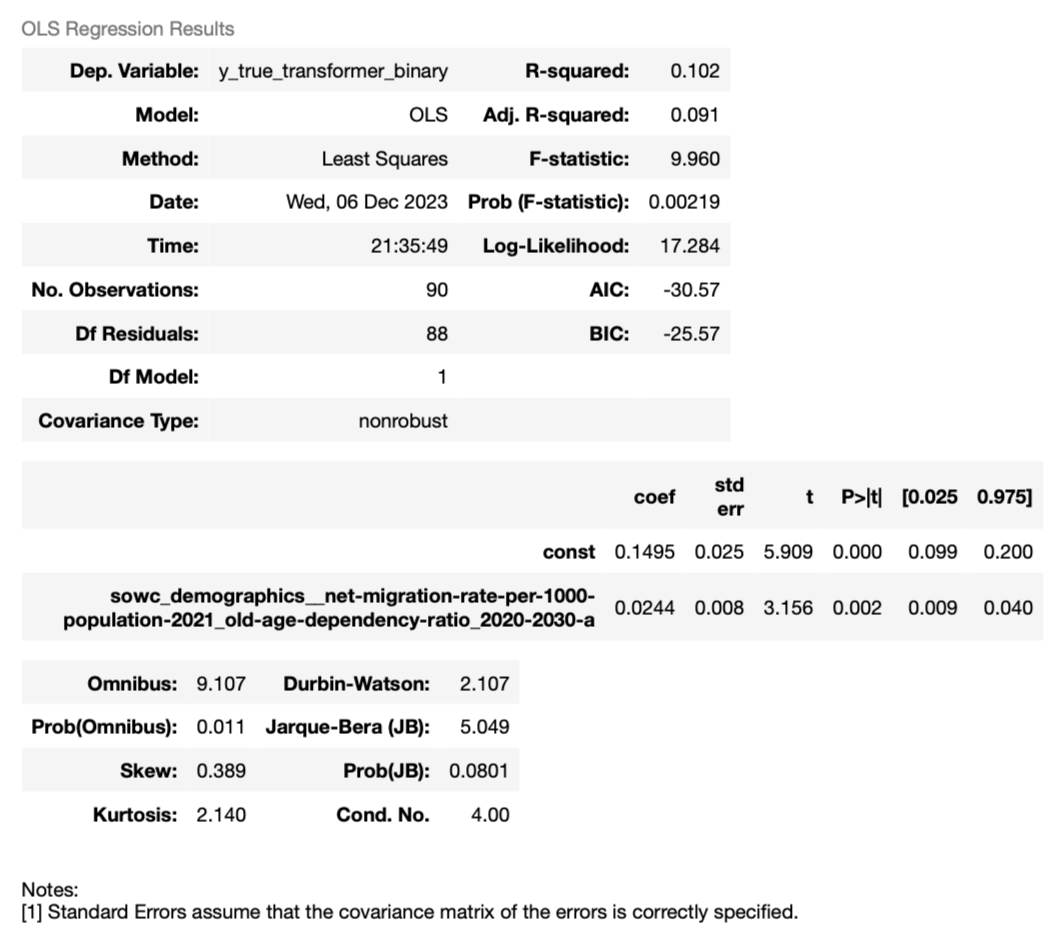 OLS Regression Results
Dep. Variable: y_true_transformer_binary R-squared: 0.102
Model: OLS Adj. R-squared: 0.091
Method: Least Squares F-statistic: 9.960
Date: Wed, 06 Dec 2023 Prob (F-statistic): 0.00219
Time: 21:35:49 Log-Likelihood: 17.284
No. Observations: 90 AIC: -30.57
Df Residuals: 88 BIC: -25.57
Df Model: 1
Covariance Type: nonrobust
coef std err t P>|t| [0.025 0.975]
const 0.1495 0.025 5.909 0.000 0.099 0.200
sowc_demographics__net-migration-rate-per-1000-
population-2021_old-age-dependency-ratio_2020-2030-a 0.0244 0.008 3.156 0.002 0.009 0.040
Omnibus: 9.107 Durbin-Watson: 2.107
Prob(Omnibus): 0.011 Jarque-Bera (JB): 5.049
Skew: 0.389 Prob(JB): 0.0801
Kurtosis: 2.140 Cond. No. 4.00
Notes:
[1] Standard Errors assume that the covariance matrix of the errors is correctly specified.